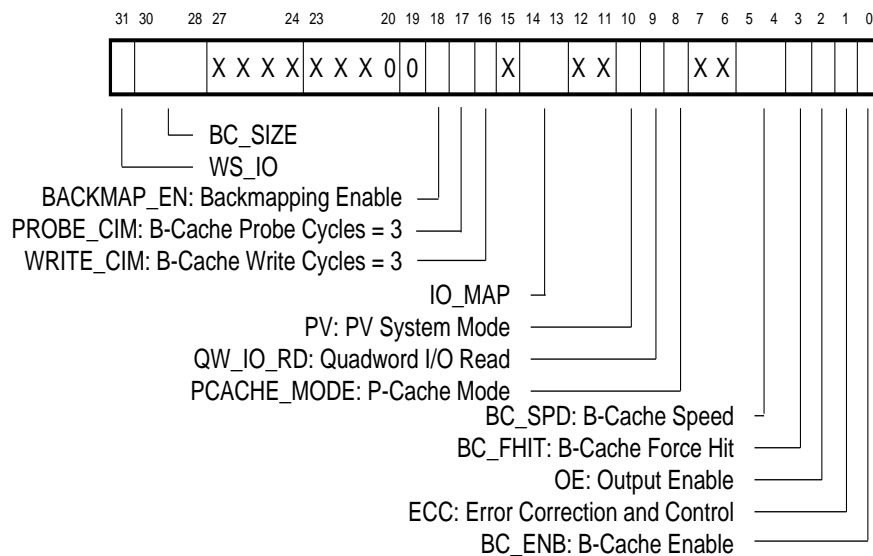 31 30 28 27 24 23 20 19 18 17 16 15 14 13 12 11 10 9 8 7 6 5 4 3 2 1 0
X X X X X X X 0 0 X X X X X
BC_SIZE
WS_IO
BACKMAP_EN: Backmapping Enable
PROBE_CIM: B-Cache Probe Cycles = 3
WRITE_CIM: B-Cache Write Cycles = 3
IO_MAP
PV: PV System Mode
QW_IO_RD: Quadword I/O Read
PCACHE_MODE: P-Cache Mode
BC_SPD: B-Cache Speed
BC_FHIT: B-Cache Force Hit
OE: Output Enable
ECC: Error Correction and Control
BC_ENB: B-Cache Enable